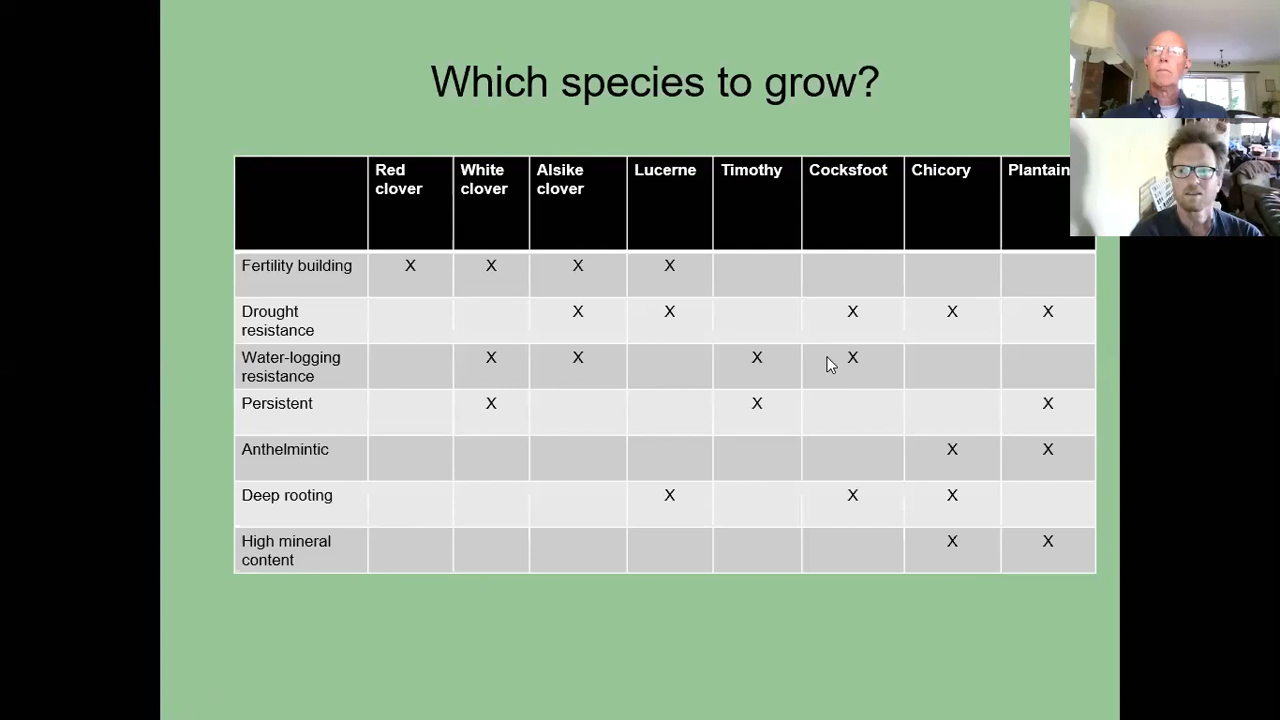 Which species to grow?
Red clover White clover Alsike clover Lucerne Timothy Cocksfoot Chicory Plantain
Fertility building X X X X
Drought resistance X X X X X
Water-logging resistance X X X X
Persistent X X X
Anthelmintic X X
Deep rooting X X X
High mineral content X X